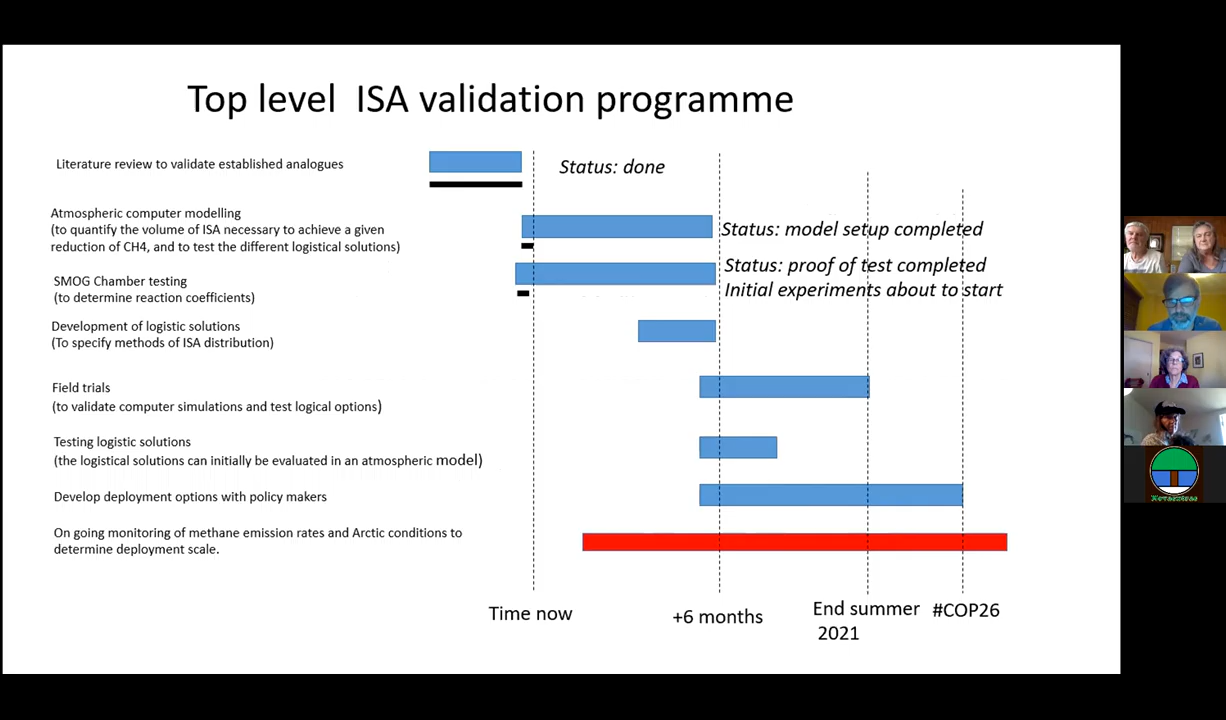 Top level ISA validation programme
Literature review to validate established analogues
Status: done
Atmospheric computer modelling
(to quantify the volume of ISA necessary to achieve a given
reduction of CH4, and to test the different logistical solutions)
Status: model setup completed
SMOG Chamber testing
(to determine reaction coefficients)
Status: proof of test completed
Initial experiments about to start
Development of logistic solutions
(To specify methods of ISA distribution)
Field trials
(to validate computer simulations and test logical options)
Testing logistic solutions
(the logistical solutions can initially be evaluated in an atmospheric model)
Develop deployment options with policy makers
On going monitoring of methane emission rates and Arctic conditions to
determine deployment scale.
Time now
+6 months
End summer
2021
#COP26